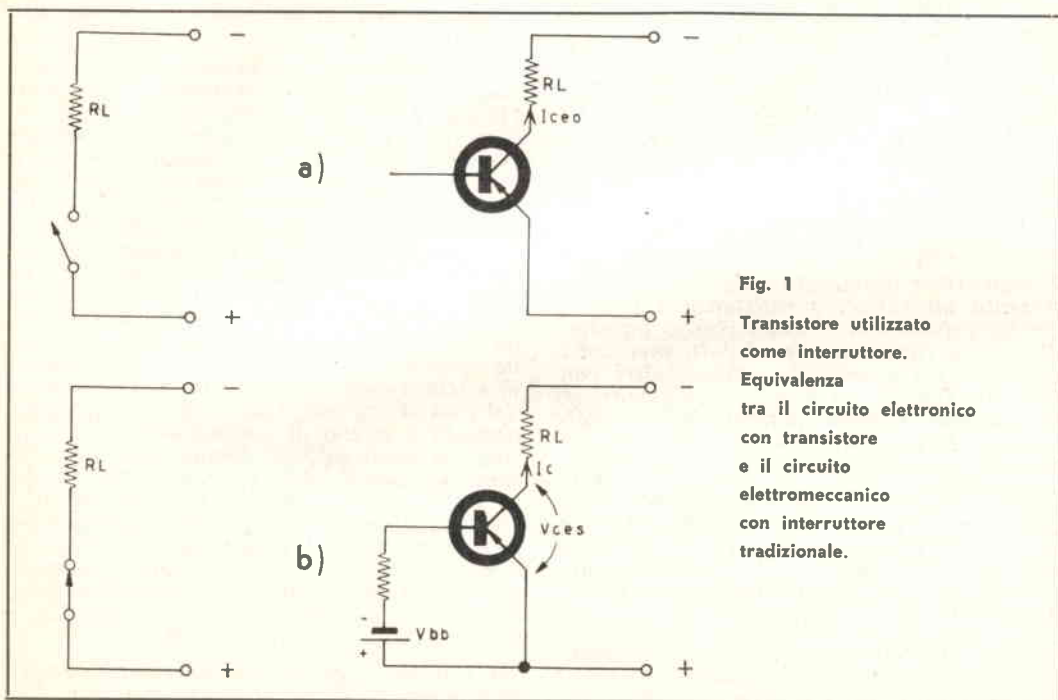 -
RL
+
a)
-
RL
Iceo
+
-
RL
+
b)
-
RL
Ic
Vces
-
Vbb
+
+
Fig. 1
Transistore utilizzato
come interruttore.
Equivalenza
tra il circuito elettronico
con transistore
e il circuito
elettromeccanico
con interruttore
tradizionale.